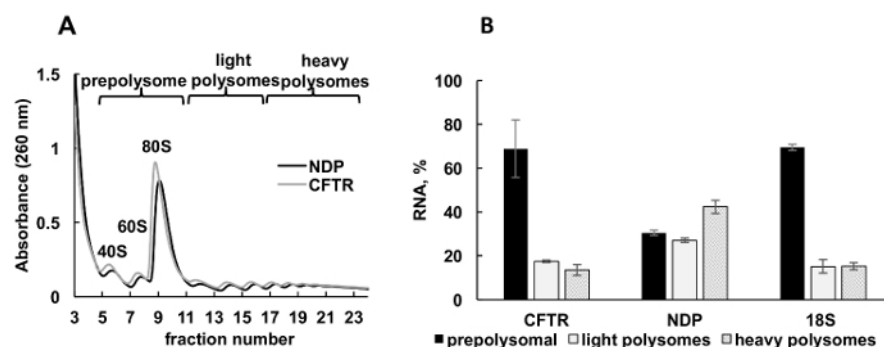 A
prepolysome
light
polysomes
heavy
polysomes
1.5
1
0.5
0
Absorbance (260 nm)
40S
60S
80S
NDP
CFTR
3 5 7 9 11 13 15 17 19 21 23
fraction number
B
100
80
60
40
20
0
RNA, %
CFTR NDP 18S
prepolysomal light polysomes heavy polysomes